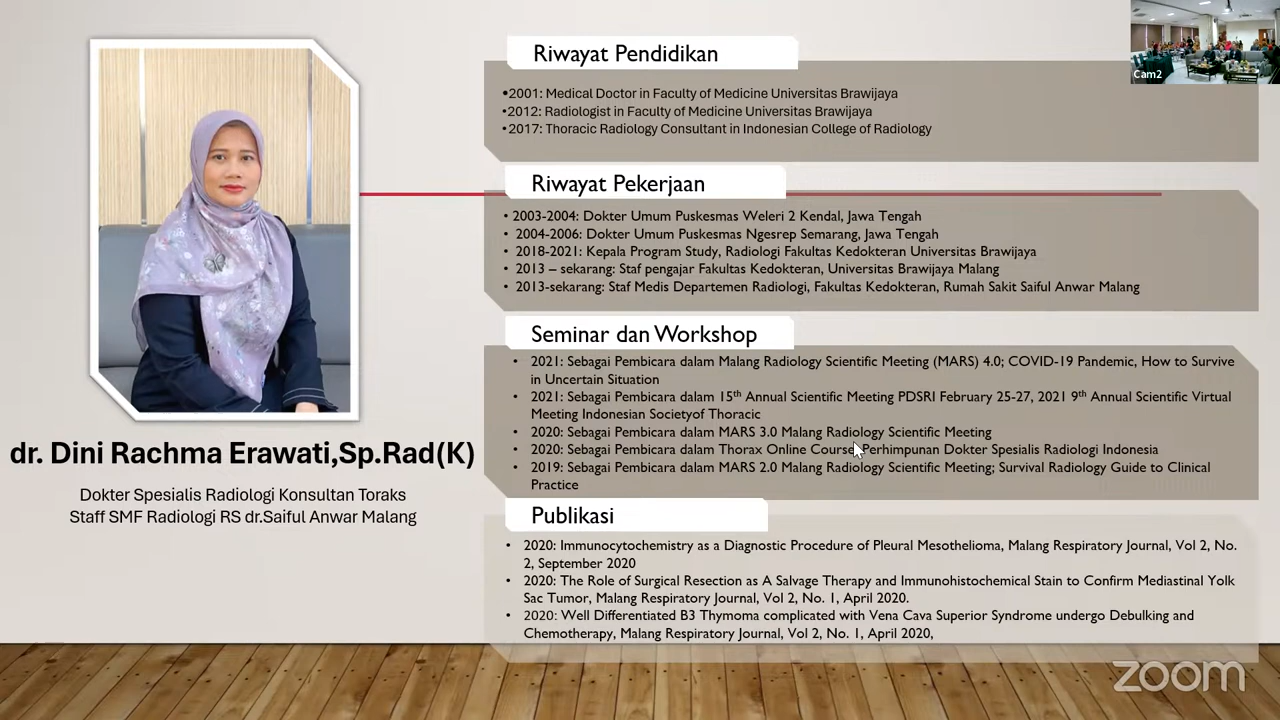 Riwayat Pendidikan
Cam2
•2001: Medical Doctor in Faculty of Medicine Universitas Brawijaya
•2012: Radiologist in Faculty of Medicine Universitas Brawijaya
•2017: Thoracic Radiology Consultant in Indonesian College of Radiology
Riwayat Pekerjaan
• 2003-2004: Dokter Umum Puskesmas Weleri 2 Kendal, Jawa Tengah
• 2004-2006: Dokter Umum Puskesmas Ngesrep Semarang, Jawa Tengah
• 2018-2021: Kepala Program Study, Radiologi Fakultas Kedokteran Universitas Brawijaya
• 2013 – sekarang: Staf pengajar Fakultas Kedokteran, Universitas Brawijaya Malang
• 2013-sekarang: Staf Medis Departemen Radiologi, Fakultas Kedokteran, Rumah Sakit Saiful Anwar Malang
Seminar dan Workshop
• 2021: Sebagai Pembicara dalam Malang Radiology Scientific Meeting (MARS) 4.0; COVID-19 Pandemic, How to Survive
in Uncertain Situation
• 2021: Sebagai Pembicara dalam 15th Annual Scientific Meeting PDSRI February 25-27, 2021 9th Annual Scientific Virtual
Meeting Indonesian Societyof Thoracic
• 2020: Sebagai Pembicara dalam MARS 3.0 Malang Radiology Scientific Meeting
• 2020: Sebagai Pembicara dalam Thorax Online Course Perhimpunan Dokter Spesialis Radiologi Indonesia
• 2019: Sebagai Pembicara dalam MARS 2.0 Malang Radiology Scientific Meeting; Survival Radiology Guide to Clinical
Practice
Publikasi
• 2020: Immunocytochemistry as a Diagnostic Procedure of Pleural Mesothelioma, Malang Respiratory Journal, Vol 2, No.
2, September 2020
• 2020: The Role of Surgical Resection as A Salvage Therapy and Immunohistochemical Stain to Confirm Mediastinal Yolk
Sac Tumor, Malang Respiratory Journal, Vol 2, No. 1, April 2020.
• 2020: Well Differentiated B3 Thymoma complicated with Vena Cava Superior Syndrome undergo Debulking and
Chemotherapy, Malang Respiratory Journal, Vol 2, No. 1, April 2020,
dr. Dini Rachma Erawati,Sp.Rad(K)
Dokter Spesialis Radiologi Konsultan Toraks
Staff SMF Radiologi RS dr.Saiful Anwar Malang
zoom